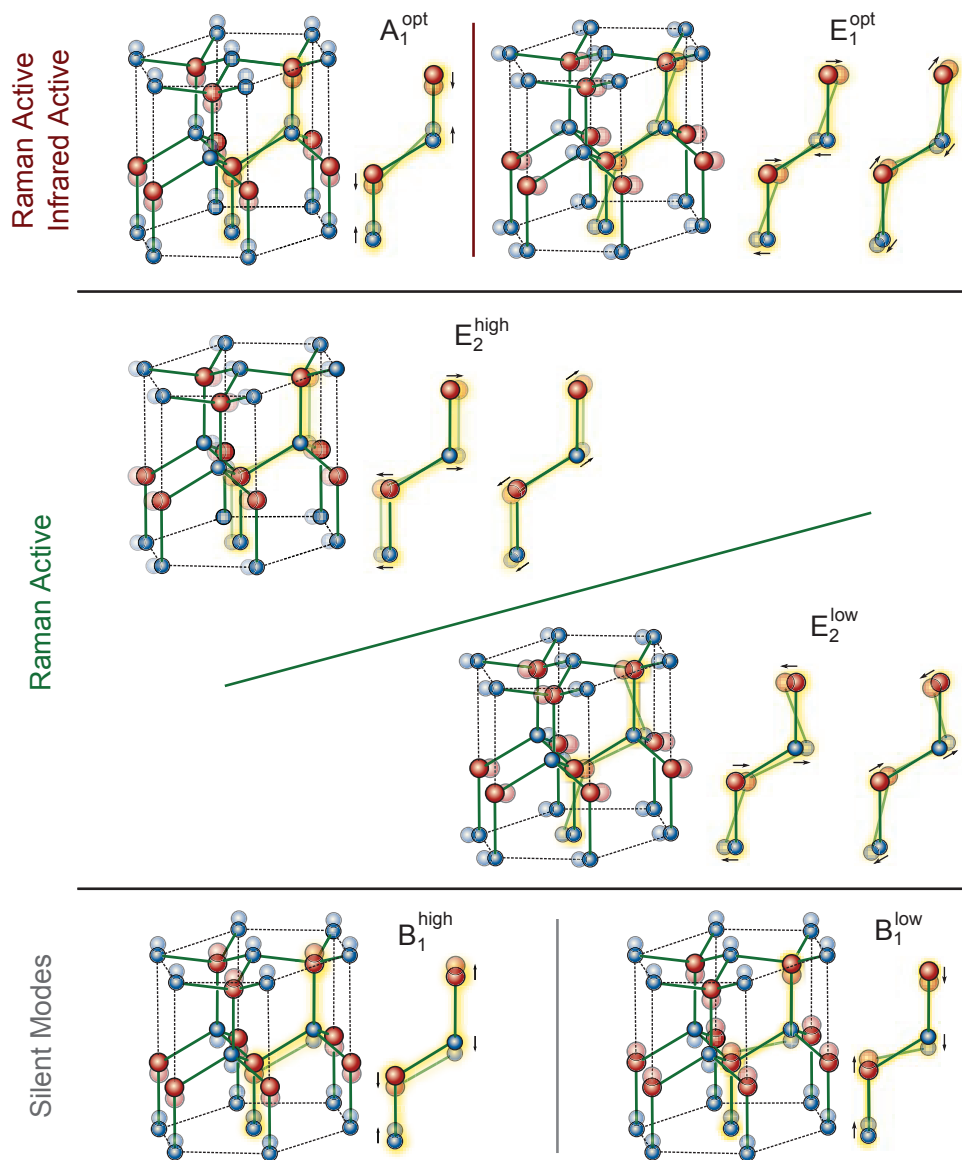 Raman Active
Infrared Active
A₁ᵒᵖᵗ
E₁ᵒᵖᵗ
Raman Active
E₂ʰⁱᵍʰ
E₂ˡᵒʷ
Silent Modes
B₁ʰⁱᵍʰ
B₁ˡᵒʷ